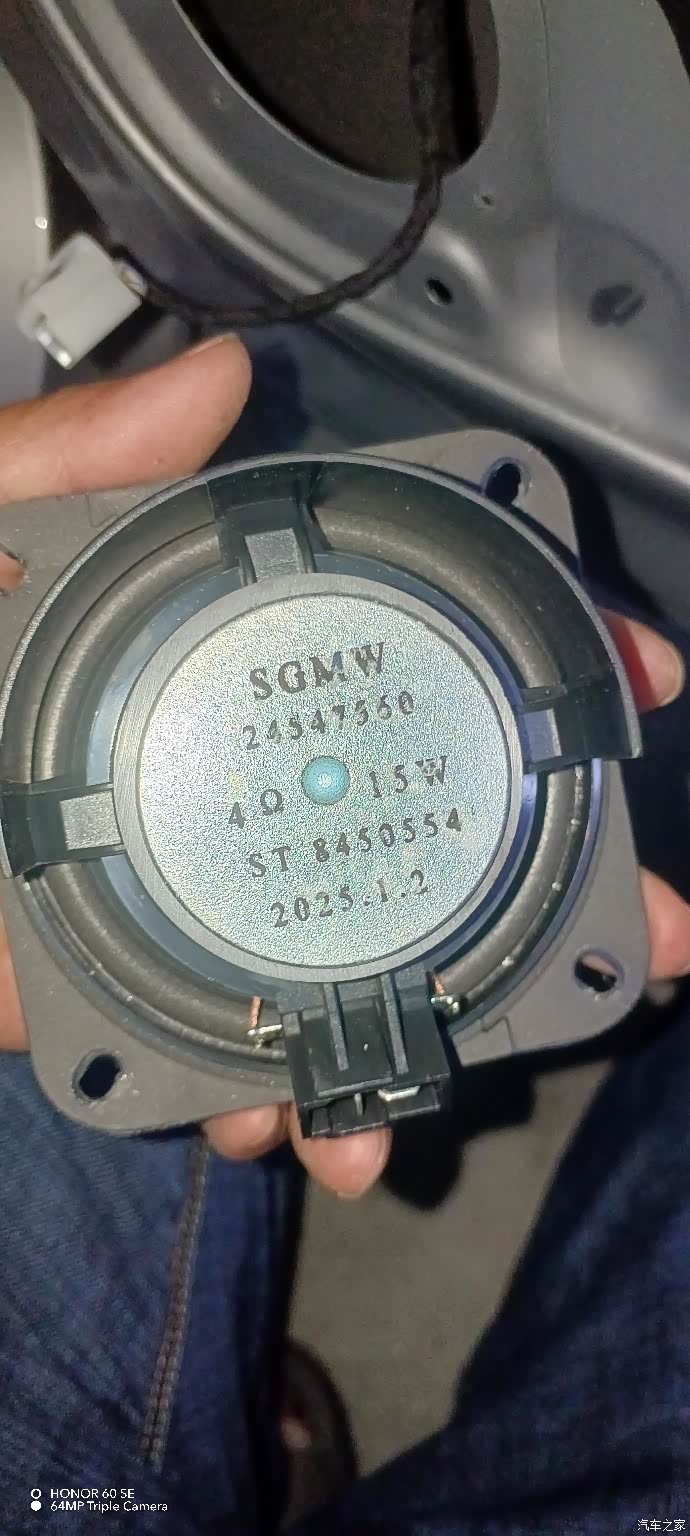 SGMW
24547560
4Ω 15W
ST 8450554
2025.1.2
HONOR 60 SE
64MP Triple Camera
汽车之家